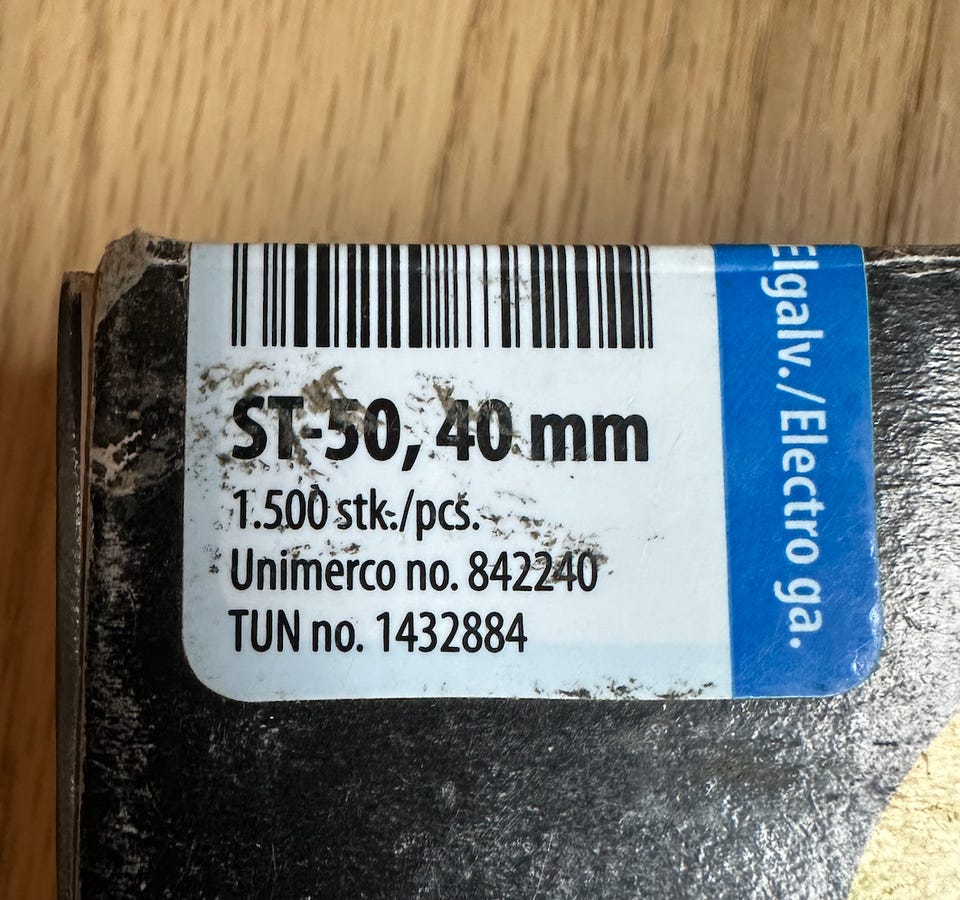 ST-50, 40 mm
1.500 stk./pcs.
Unimerco no. 842240
TUN no. 1432884
Elgalv./Electro ga.